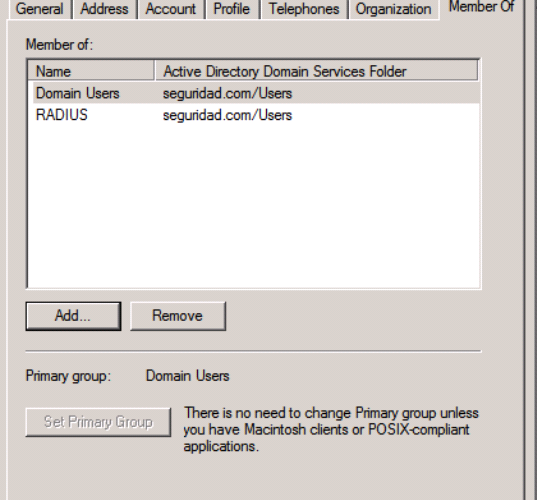 General Address Account Profile Telephones Organization Member Of
Member of:
Name Active Directory Domain Services Folder
Domain Users seguridad.com/Users
RADIUS seguridad.com/Users
Add... Remove
Primary group: Domain Users
Set Primary Group
There is no need to change Primary group unless
you have Macintosh clients or POSIX-compliant
applications.